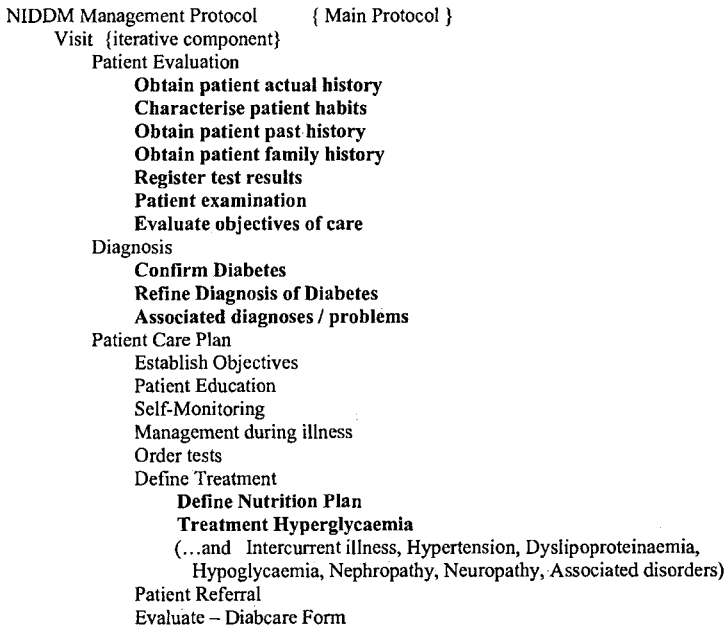 NIDDM Management Protocol { Main Protocol }
Visit {iterative component}
Patient Evaluation
Obtain patient actual history
Characterise patient habits
Obtain patient past history
Obtain patient family history
Register test results
Patient examination
Evaluate objectives of care
Diagnosis
Confirm Diabetes
Refine Diagnosis of Diabetes
Associated diagnoses / problems
Patient Care Plan
Establish Objectives
Patient Education
Self-Monitoring
Management during illness
Order tests
Define Treatment
Define Nutrition Plan
Treatment Hyperglycaemia
(…and Intercurrent illness, Hypertension, Dyslipoproteinaemia,
Hypoglycaemia, Nephropathy, Neuropathy, Associated disorders)
Patient Referral
Evaluate – Diabcare Form